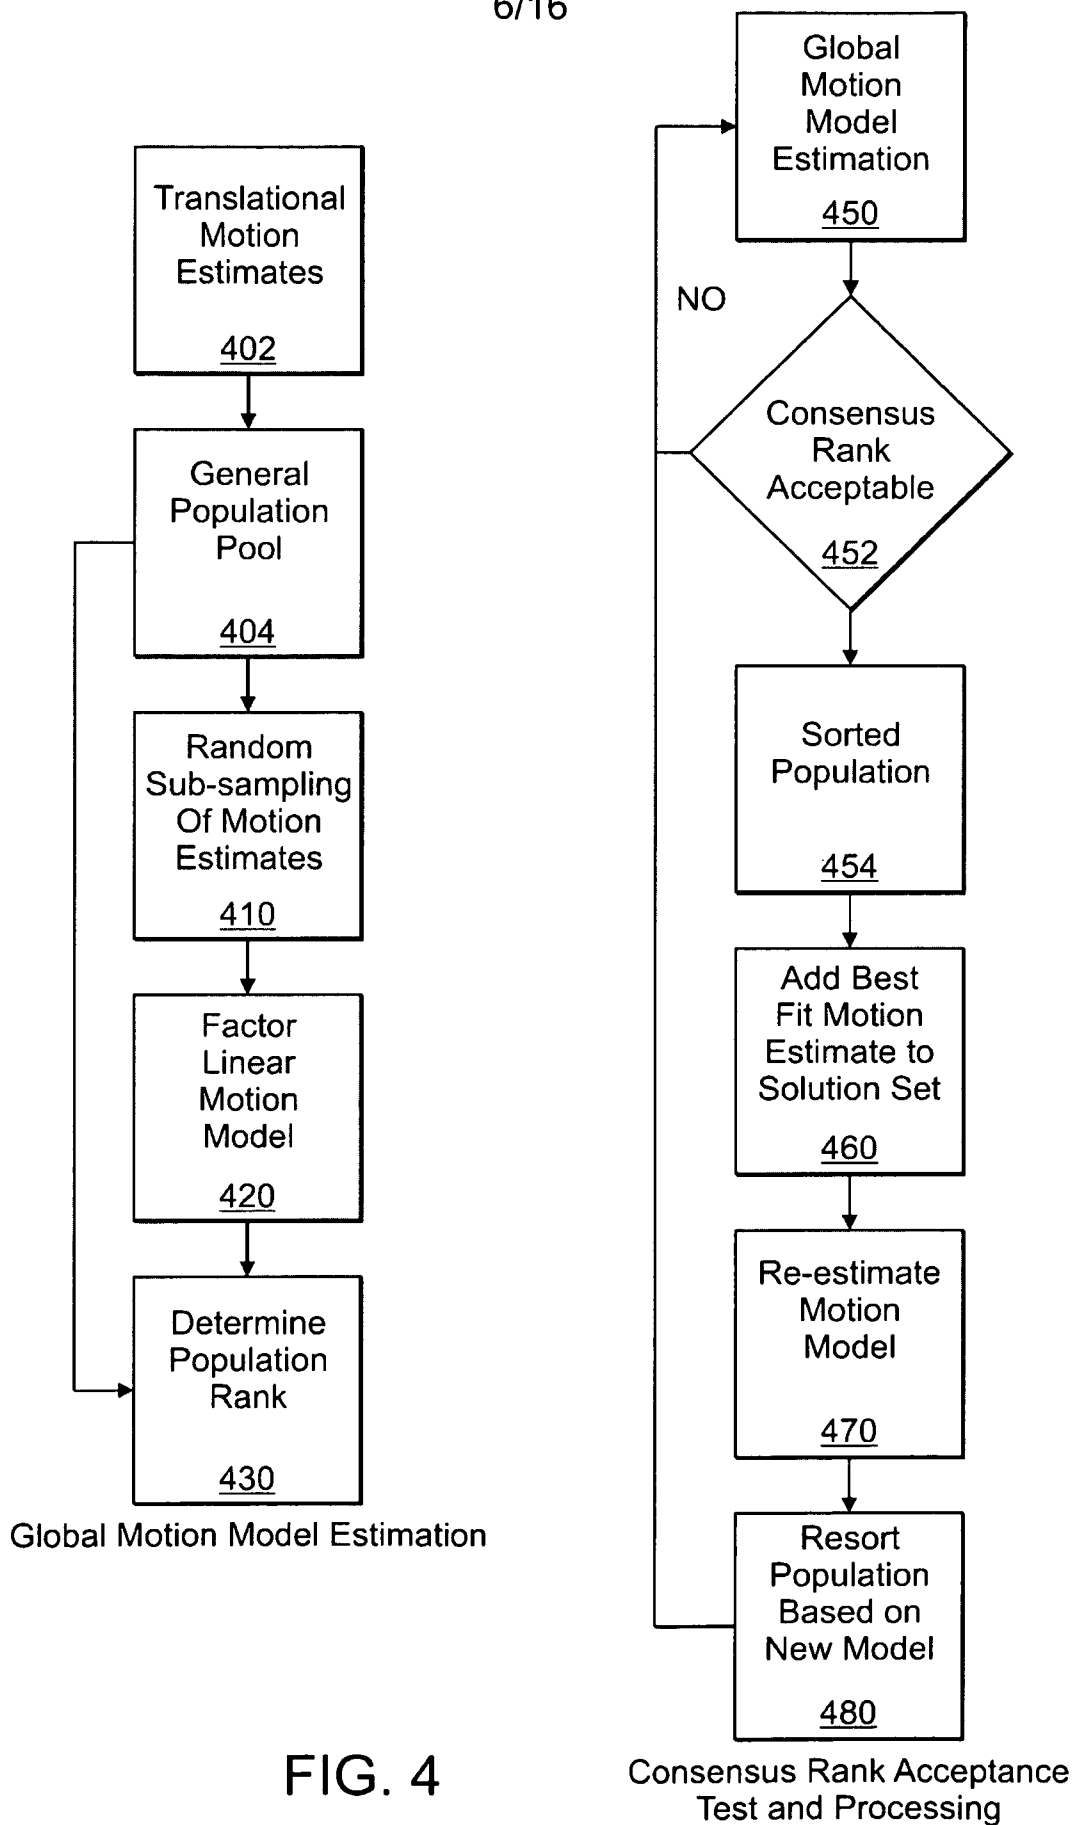 6/16
Translational
Motion
Estimates
402
General
Population
Pool
404
Random
Sub-sampling
Of Motion
Estimates
410
Factor
Linear
Motion
Model
420
Determine
Population
Rank
430
Global Motion Model Estimation
Global
Motion
Model
Estimation
450
NO
Consensus
Rank
Acceptable
452
Sorted
Population
454
Add Best
Fit Motion
Estimate to
Solution Set
460
Re-estimate
Motion
Model
470
Resort
Population
Based on
New Model
480
Consensus Rank Acceptance
Test and Processing
FIG. 4